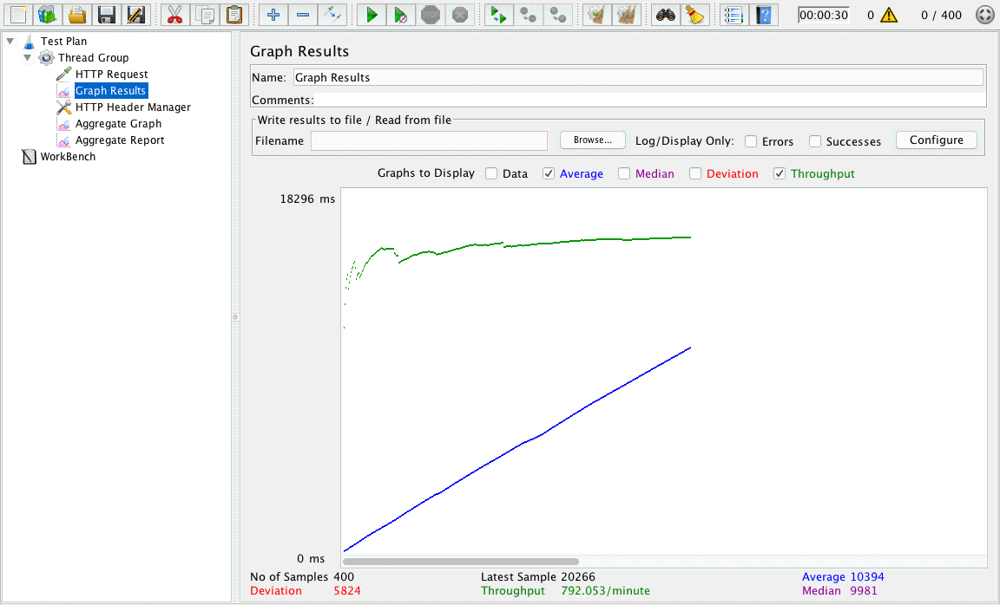 00:00:30 0 0 / 400
Test Plan
Thread Group
HTTP Request
Graph Results
HTTP Header Manager
Aggregate Graph
Aggregate Report
WorkBench
Graph Results
Name: Graph Results
Comments:
Write results to file / Read from file
Filename Browse... Log/Display Only: Errors Successes Configure
Graphs to Display Data Average Median Deviation Throughput
18296 ms
0 ms
No of Samples 400 Latest Sample 20266 Average 10394
Deviation 5824 Throughput 792.053/minute Median 9981